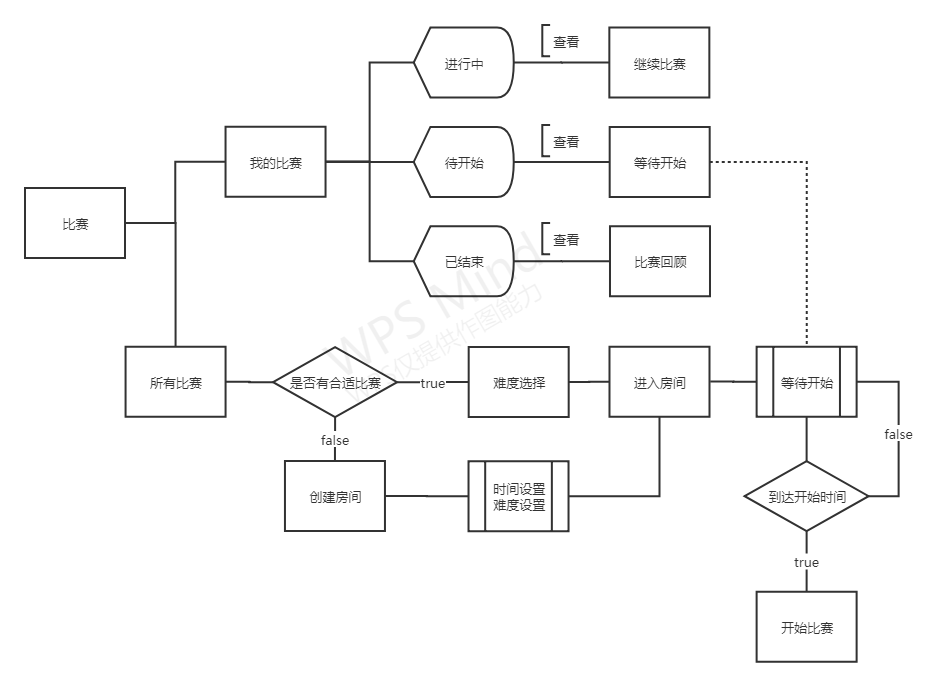 查看
进行中
继续比赛
查看
我的比赛
待开始
等待开始
比赛
查看
已结束
比赛回顾
WPS Mind
WPS仅提供作图能力
所有比赛
是否有合适比赛
true
难度选择
进入房间
等待开始
false
false
创建房间
时间设置
难度设置
到达开始时间
true
开始比赛